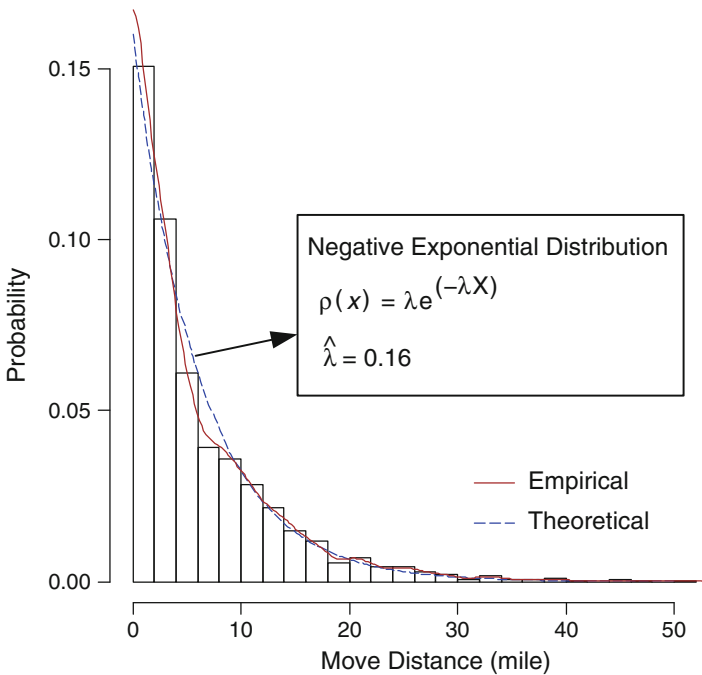 0.15
0.10
0.05
0.00
Probability
Negative Exponential Distribution
ρ(x) = λe^(-λX)
λ̂ = 0.16
Empirical
Theoretical
0 10 20 30 40 50
Move Distance (mile)